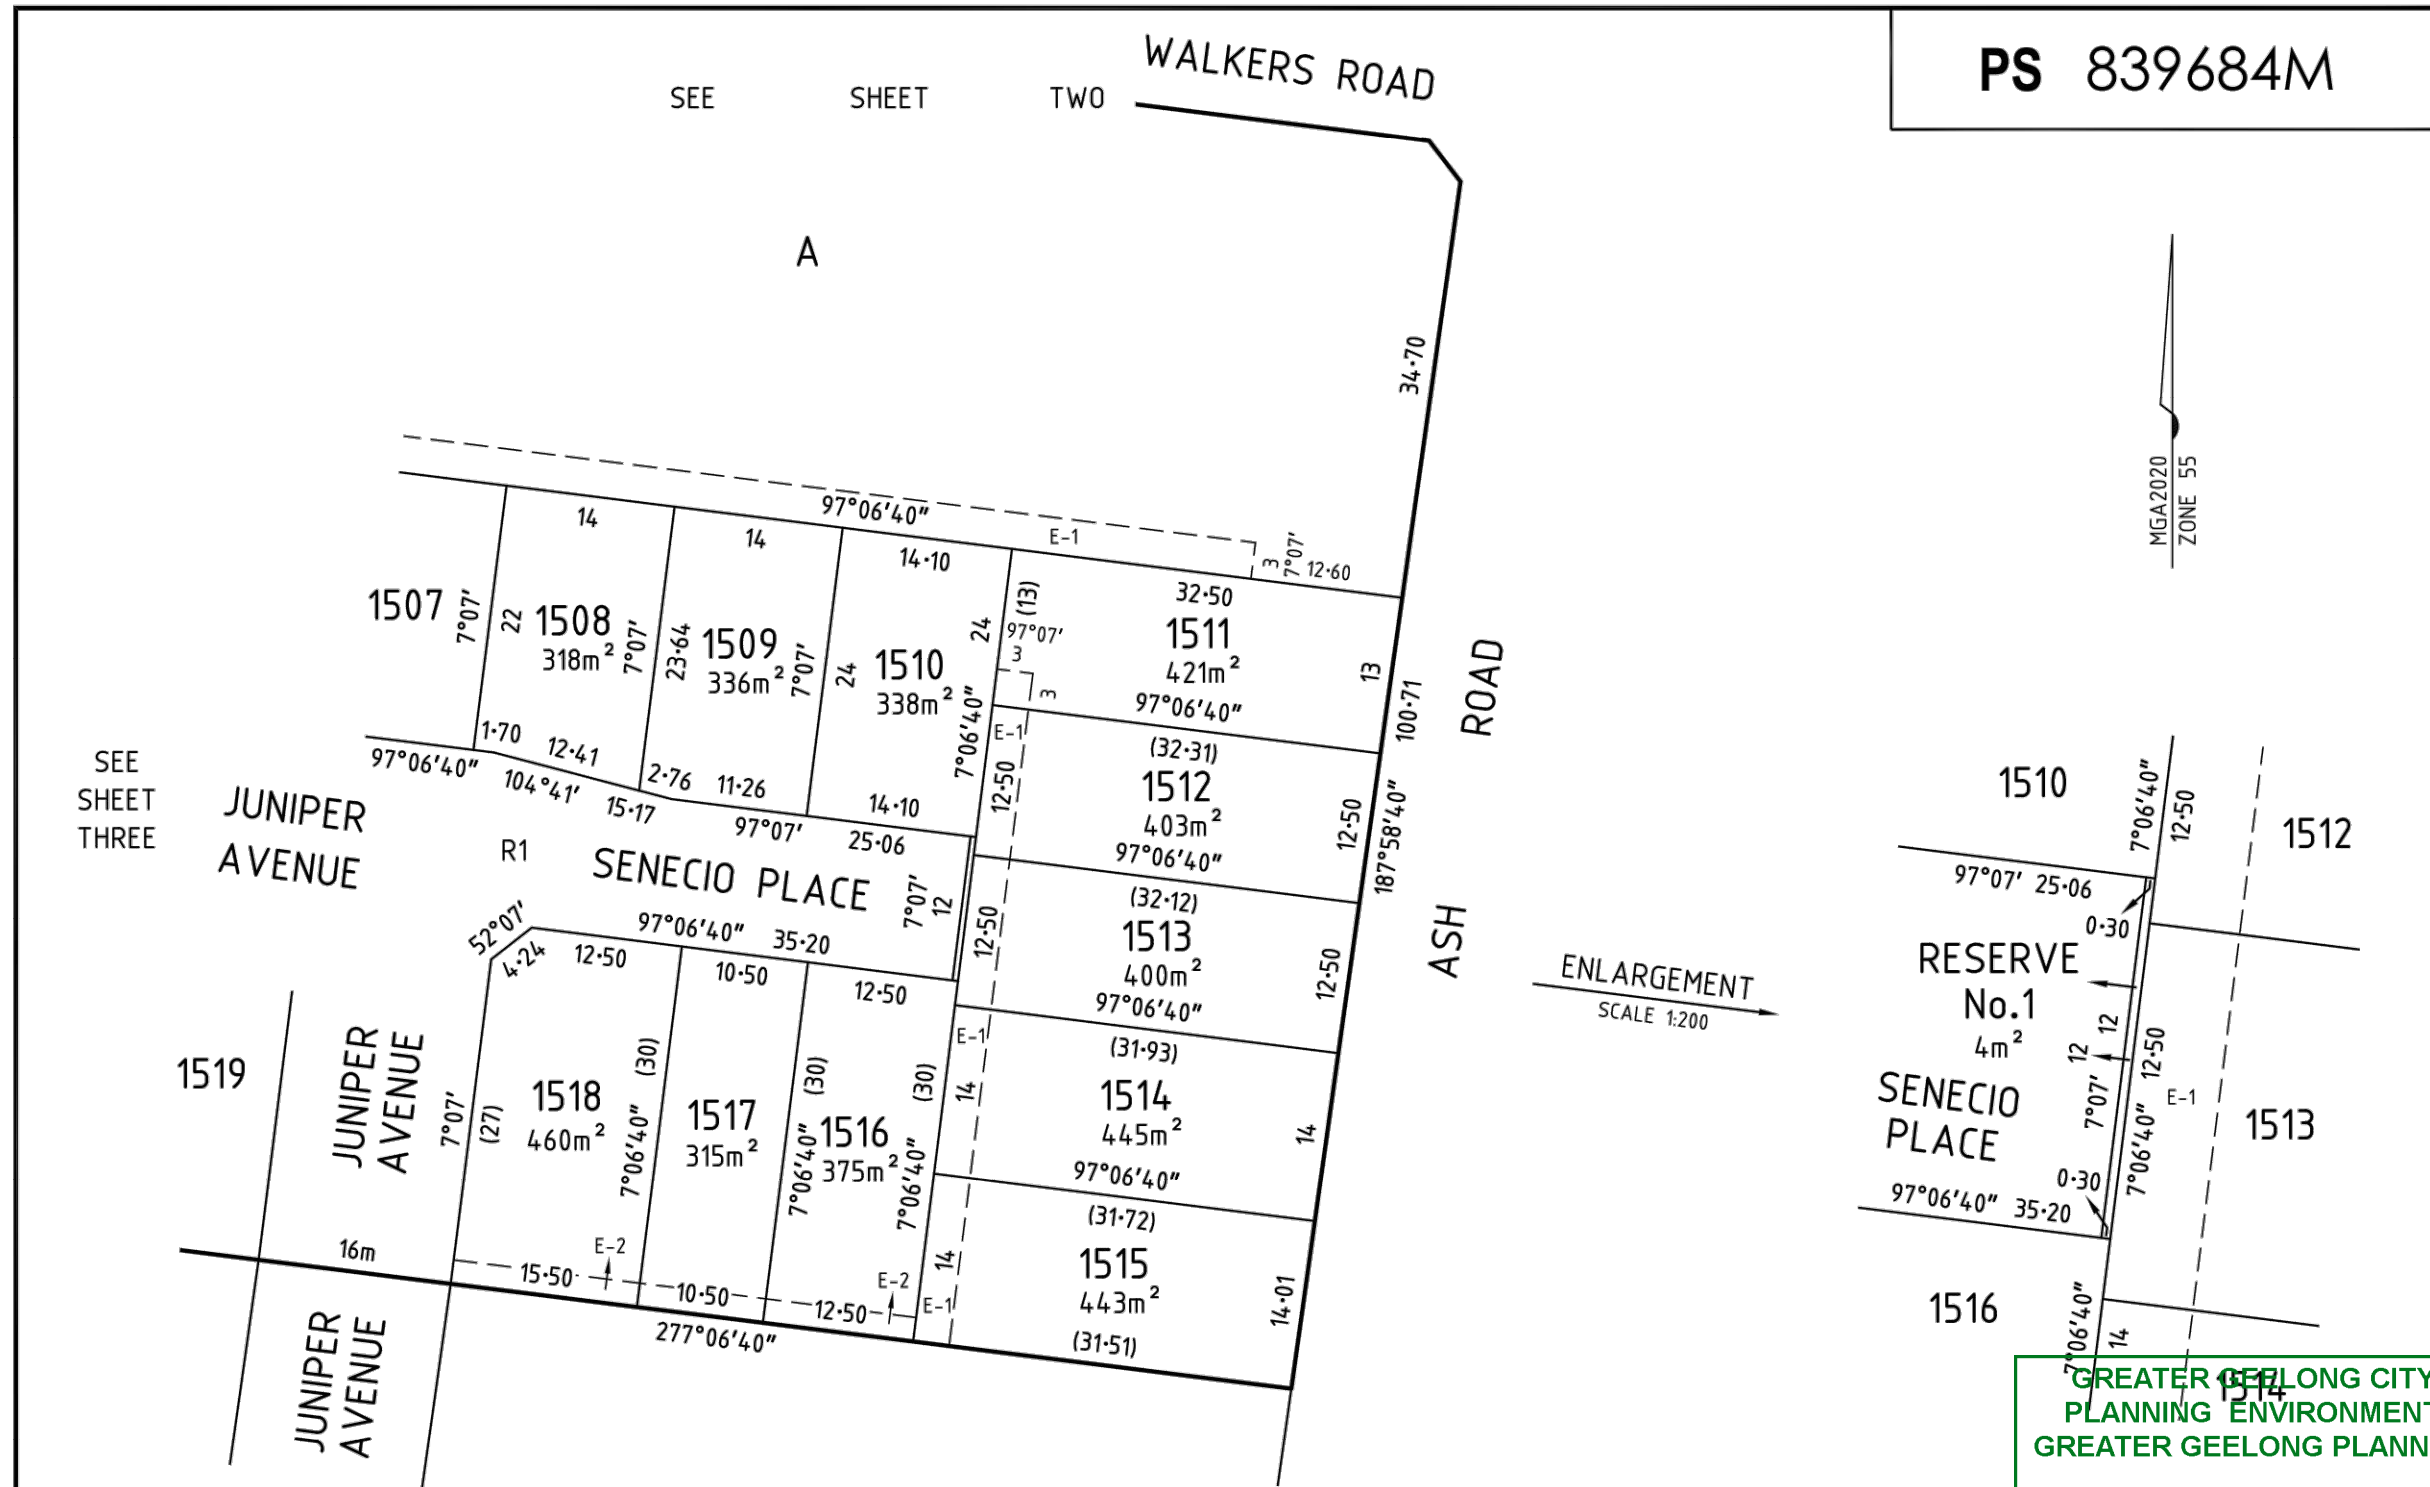 PS 839684M
WALKERS ROAD
SEE SHEET TWO
A
34·70
MGA2020
ZONE 55
97°06'40"
E-1
3
7°07'
12·60
14
14
14·10
32·50
1507
7°07'
22
1508
318m²
7°07'
23·64
1509
336m²
7°07'
24
1510
338m²
24
7°06'40"
(13)
97°07'
3
3
1511
421m²
13
97°06'40"
100·71
187°58'40"
ASH ROAD
1·70
12·41
2·76
11·26
14·10
97°06'40"
104°41'
15·17
97°07'
25·06
SEE
SHEET
THREE
JUNIPER
AVENUE
R1
SENECIO PLACE
7°07'
12
E-1
12·50
(32·31)
1512
403m²
12·50
97°06'40"
12·50
(32·12)
1513
400m²
12·50
97°06'40"
52°07'
4·24
97°06'40"
35·20
12·50
10·50
12·50
1519
JUNIPER
AVENUE
7°07'
(27)
1518
460m²
(30)
7°06'40"
1517
315m²
(30)
7°06'40"
1516
375m²
(30)
7°06'40"
E-1
14
(31·93)
1514
445m²
14
97°06'40"
(31·72)
14
1515
443m²
14·01
E-1
(31·51)
16m
E-2
15·50
10·50
E-2
12·50
277°06'40"
JUNIPER
AVENUE
ENLARGEMENT
SCALE 1:200
1510
7°06'40"
12·50
1512
97°07' 25·06
0·30
RESERVE
No.1
4m²
12
12
12·50
7°07'
7°06'40"
E-1
1513
SENECIO
PLACE
0·30
97°06'40" 35·20
1516
7°06'40"
14
1514
GREATER GEELONG CITY
PLANNING ENVIRONMENT
GREATER GEELONG PLANN